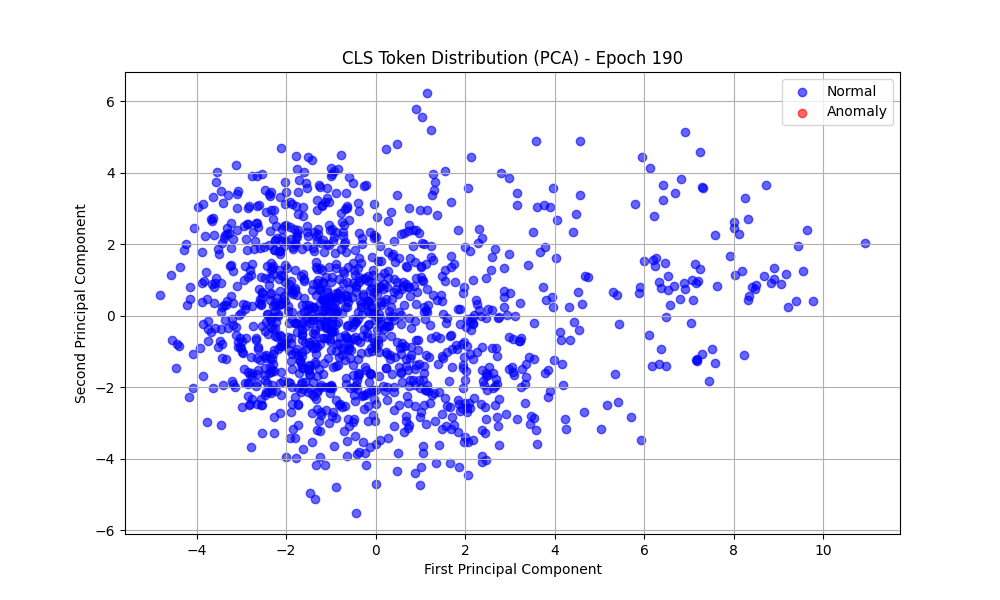 CLS Token Distribution (PCA) - Epoch 190
Normal
Anomaly
Second Principal Component
6
4
2
0
−2
−4
−6
−4 −2 0 2 4 6 8 10
First Principal Component